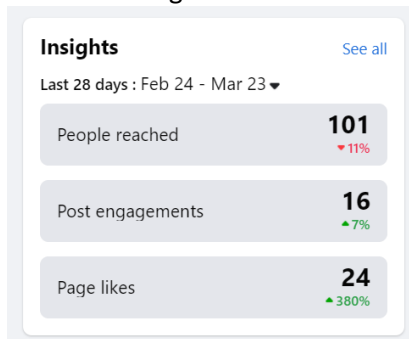 Insights
See all
Last 28 days : Feb 24 - Mar 23
People reached
101
11%
Post engagements
16
7%
Page likes
24
380%